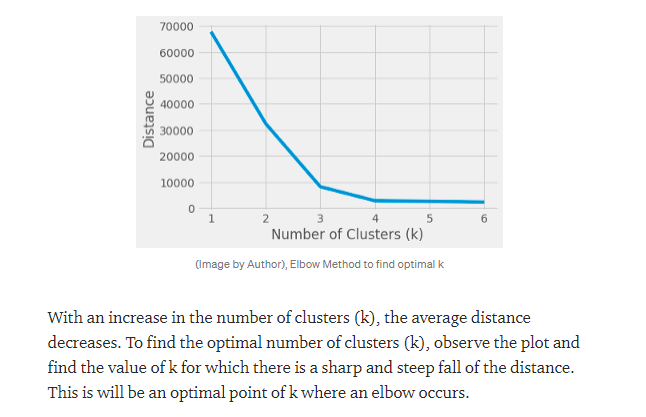 70000
60000
50000
40000
30000
20000
10000
0
Distance
1 2 3 4 5 6
Number of Clusters (k)
(Image by Author), Elbow Method to find optimal k
With an increase in the number of clusters (k), the average distance
decreases. To find the optimal number of clusters (k), observe the plot and
find the value of k for which there is a sharp and steep fall of the distance.
This is will be an optimal point of k where an elbow occurs.